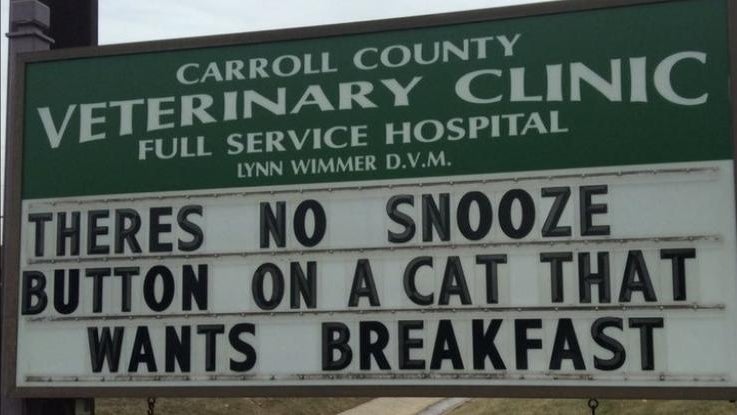 CARROLL COUNTY
VETERINARY CLINIC
FULL SERVICE HOSPITAL
LYNN WIMMER D.V.M.
THERES NO SNOOZE
BUTTON ON A CAT THAT
WANTS BREAKFAST